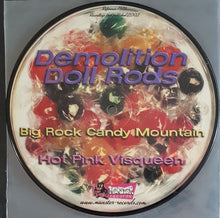 Demolition
Doll Rods
Big Rock Candy Mountain
Hot Pink Visqueen
www.munster-records.com